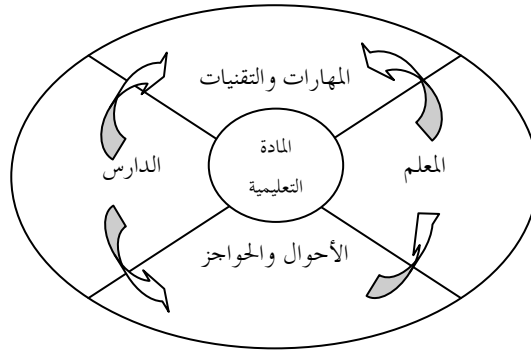 المهارات والتقنيات
المادة
التعليمية
المعلم
الدارس
الأحوال والحواجز